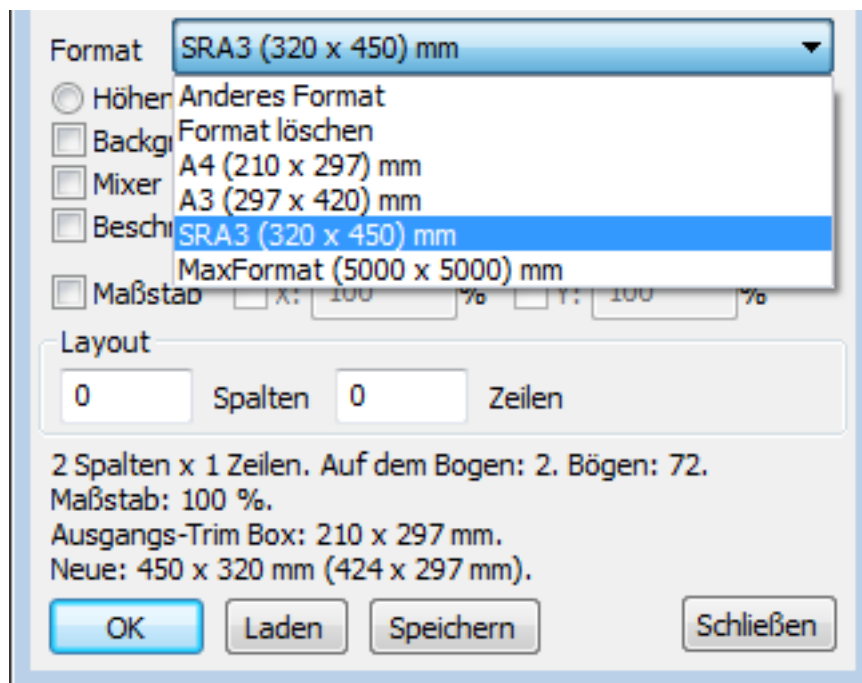 Format SRA3 (320 x 450) mm
Höhen
Anderes Format
Format löschen
A4 (210 x 297) mm
Mixer
A3 (297 x 420) mm
SRA3 (320 x 450) mm
MaxFormat (5000 x 5000) mm
Maßstab X: 100 % Y: 100 %
Layout
0 Spalten 0 Zeilen
2 Spalten x 1 Zeilen. Auf dem Bogen: 2. Bögen: 72.
Maßstab: 100 %.
Ausgangs-Trim Box: 210 x 297 mm.
Neue: 450 x 320 mm (424 x 297 mm).
OK Laden Speichern Schließen